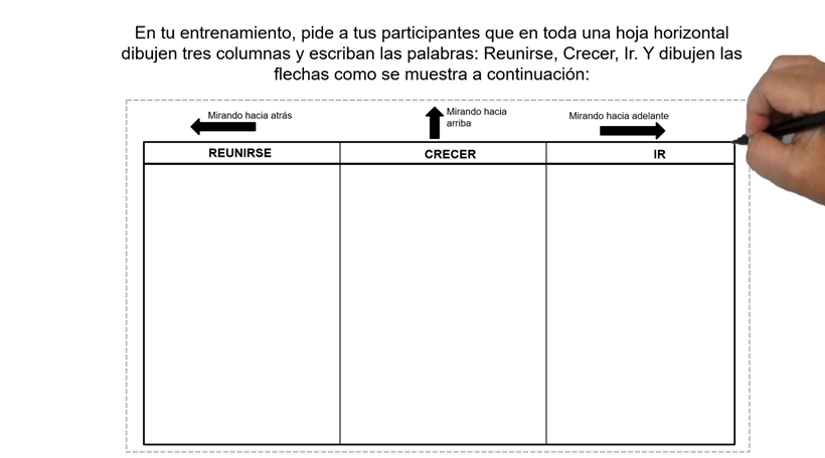 En tu entrenamiento, pide a tus participantes que en toda una hoja horizontal
dibujen tres columnas y escriban las palabras: Reunirse, Crecer, Ir. Y dibujen las
flechas como se muestra a continuación:
Mirando hacia atrás
Mirando hacia
arriba
Mirando hacia adelante
REUNIRSE
CRECER
IR